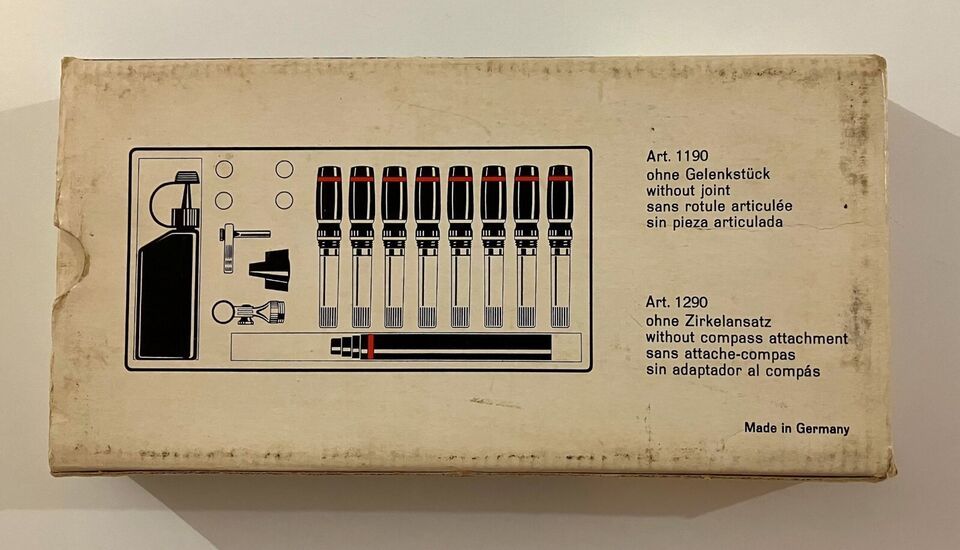 Art. 1190
ohne Gelenkstück
without joint
sans rotule articulée
sin pieza articulada
Art. 1290
ohne Zirkelansatz
without compass attachment
sans attache-compas
sin adaptador al compás
Made in Germany